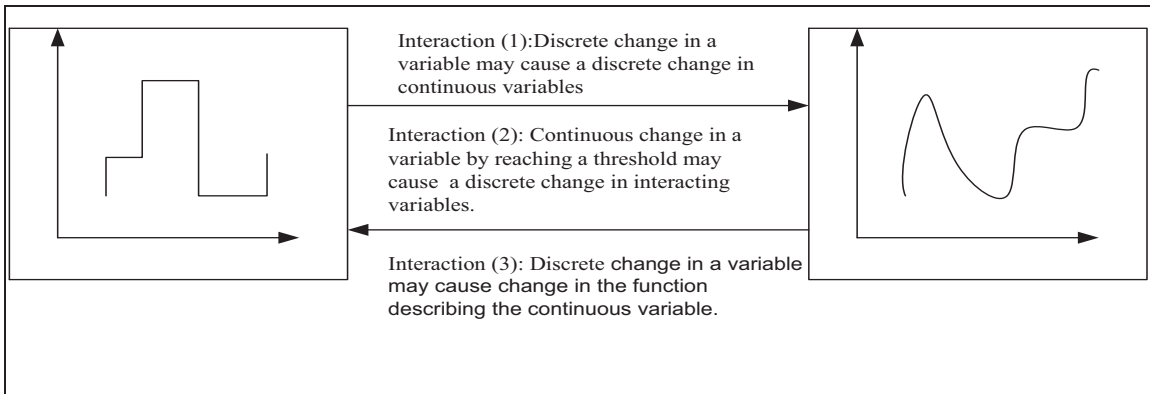 Interaction (1):Discrete change in a
variable may cause a discrete change in
continuous variables
Interaction (2): Continuous change in a
variable by reaching a threshold may
cause  a discrete change in interacting
variables.
Interaction (3): Discrete change in a variable
may cause change in the function
describing the continuous variable.